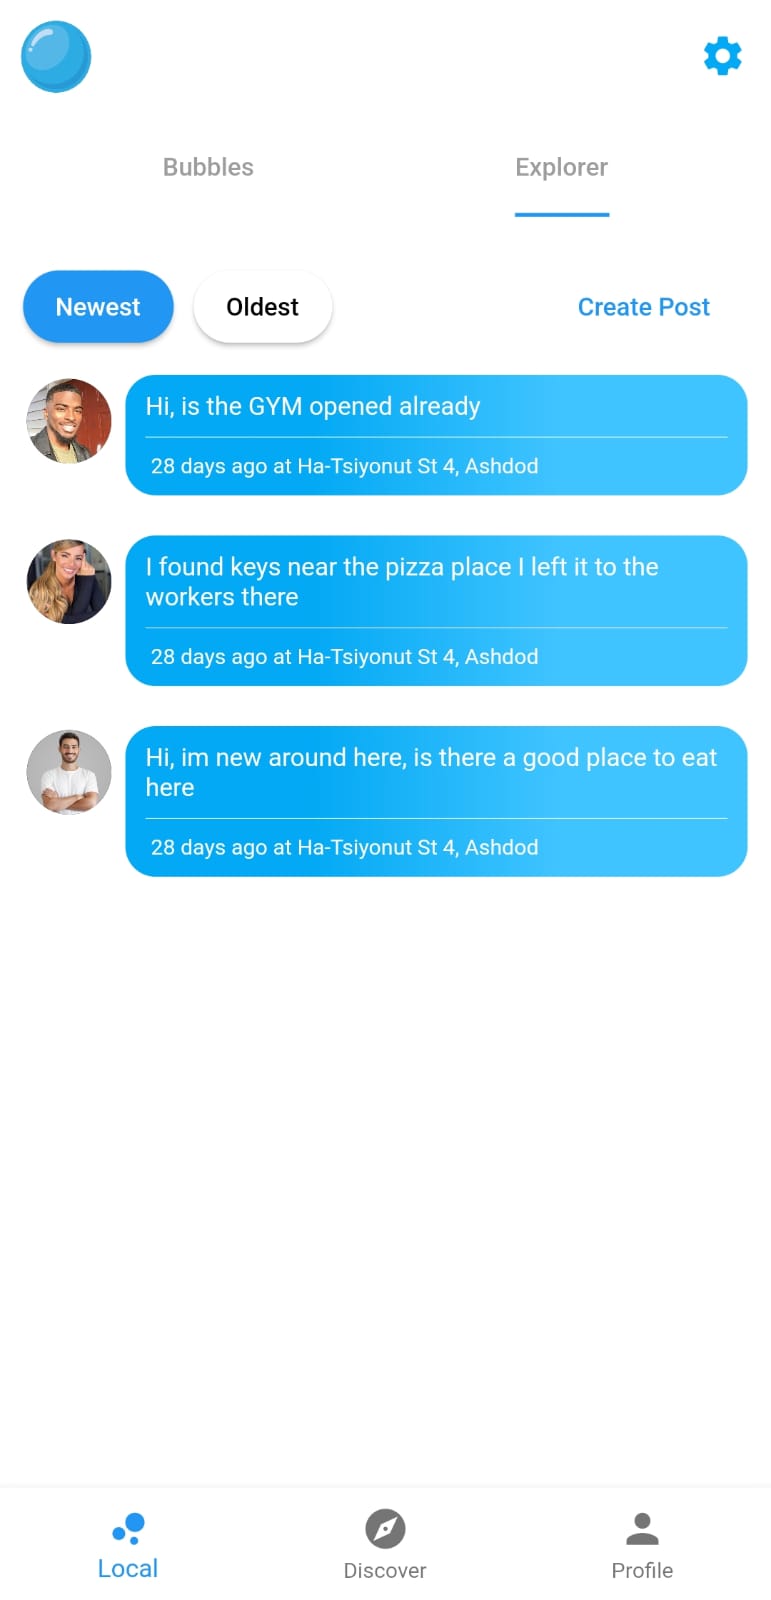 Bubbles
Explorer
Newest
Oldest
Create Post
Hi, is the GYM opened already
28 days ago at Ha-Tsiyonut St 4, Ashdod
I found keys near the pizza place I left it to the
workers there
28 days ago at Ha-Tsiyonut St 4, Ashdod
Hi, im new around here, is there a good place to eat
here
28 days ago at Ha-Tsiyonut St 4, Ashdod
Local
Discover
Profile